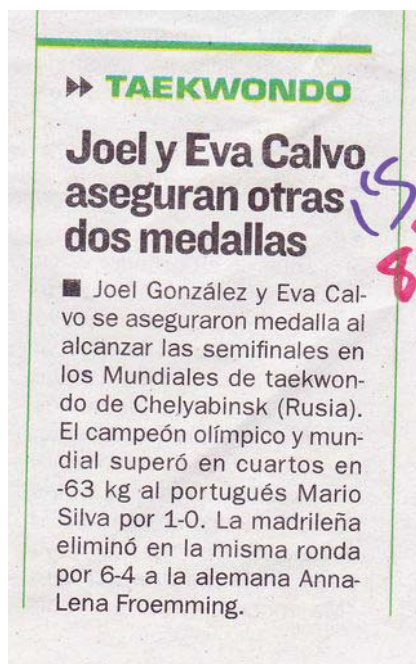 TAEKWONDO
Joel y Eva Calvo
aseguran otras
dos medallas
■ Joel González y Eva Cal-
vo se aseguraron medalla al
alcanzar las semifinales en
los Mundiales de taekwon-
do de Chelyabinsk (Rusia).
El campeón olímpico y mun-
dial superó en cuartos en
-63 kg al portugués Mario
Silva por 1-0. La madrileña
eliminó en la misma ronda
por 6-4 a la alemana Anna-
Lena Froemming.